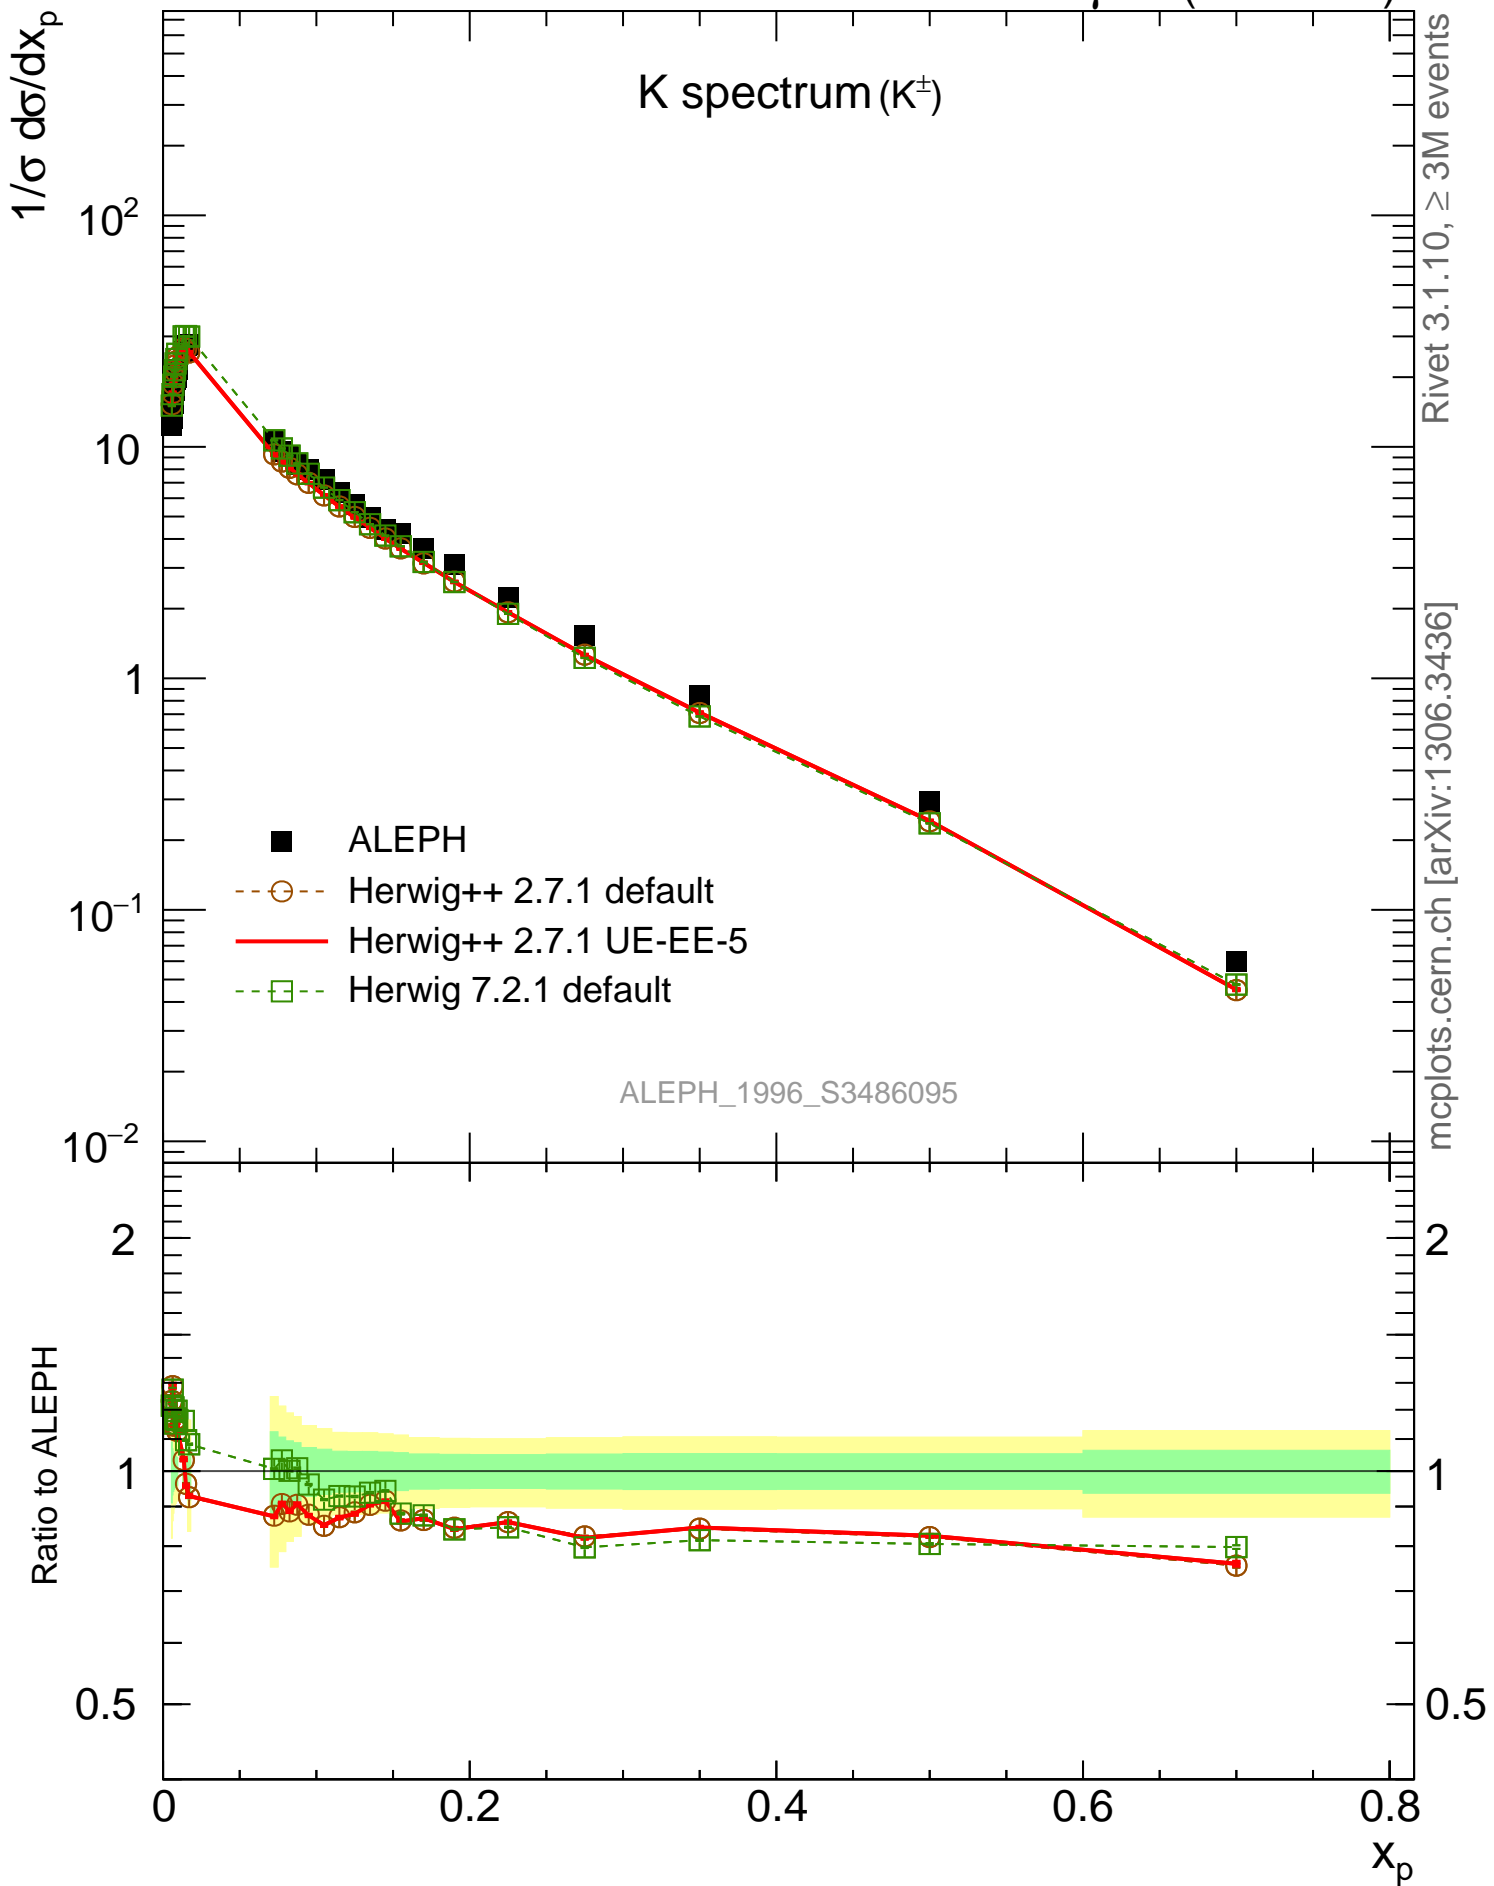 K spectrum (K±)
1/σ dσ/dxp
10²
10
1
10⁻¹
10⁻²
ALEPH
Herwig++ 2.7.1 default
Herwig++ 2.7.1 UE-EE-5
Herwig 7.2.1 default
ALEPH_1996_S3486095
Rivet 3.1.10, ≥ 3M events
mcplots.cern.ch [arXiv:1306.3436]
Ratio to ALEPH
2
1
0.5
2
1
0.5
0
0.2
0.4
0.6
0.8
xp